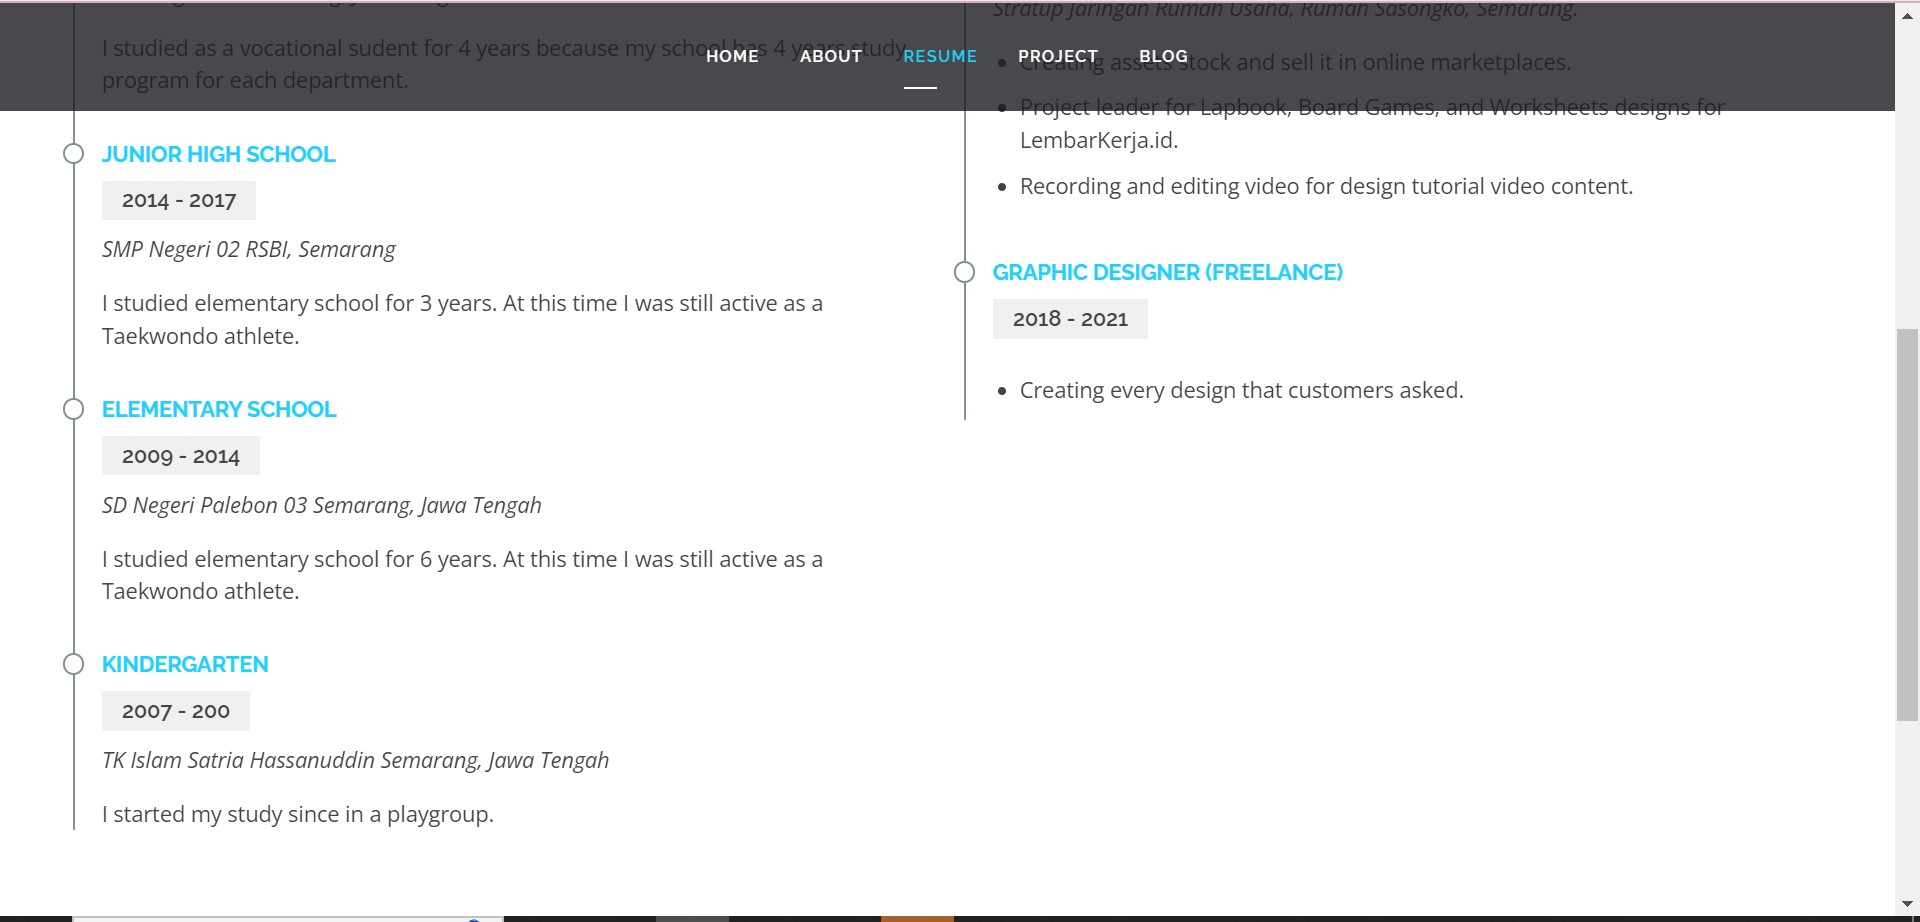 HOME ABOUT RESUME PROJECT BLOG
I studied as a vocational sudent for 4 years because my school has 4 years study
program for each department.
JUNIOR HIGH SCHOOL
2014 - 2017
SMP Negeri 02 RSBI, Semarang
I studied elementary school for 3 years. At this time I was still active as a
Taekwondo athlete.
ELEMENTARY SCHOOL
2009 - 2014
SD Negeri Palebon 03 Semarang, Jawa Tengah
I studied elementary school for 6 years. At this time I was still active as a
Taekwondo athlete.
KINDERGARTEN
2007 - 200
TK Islam Satria Hassanuddin Semarang, Jawa Tengah
I started my study since in a playgroup.
Stratup Jaringan Rumah Usaha, Rumah Sasongko, Semarang.
• Creating assets stock and sell it in online marketplaces.
• Project leader for Lapbook, Board Games, and Worksheets designs for
LembarKerja.id.
• Recording and editing video for design tutorial video content.
GRAPHIC DESIGNER (FREELANCE)
2018 - 2021
• Creating every design that customers asked.